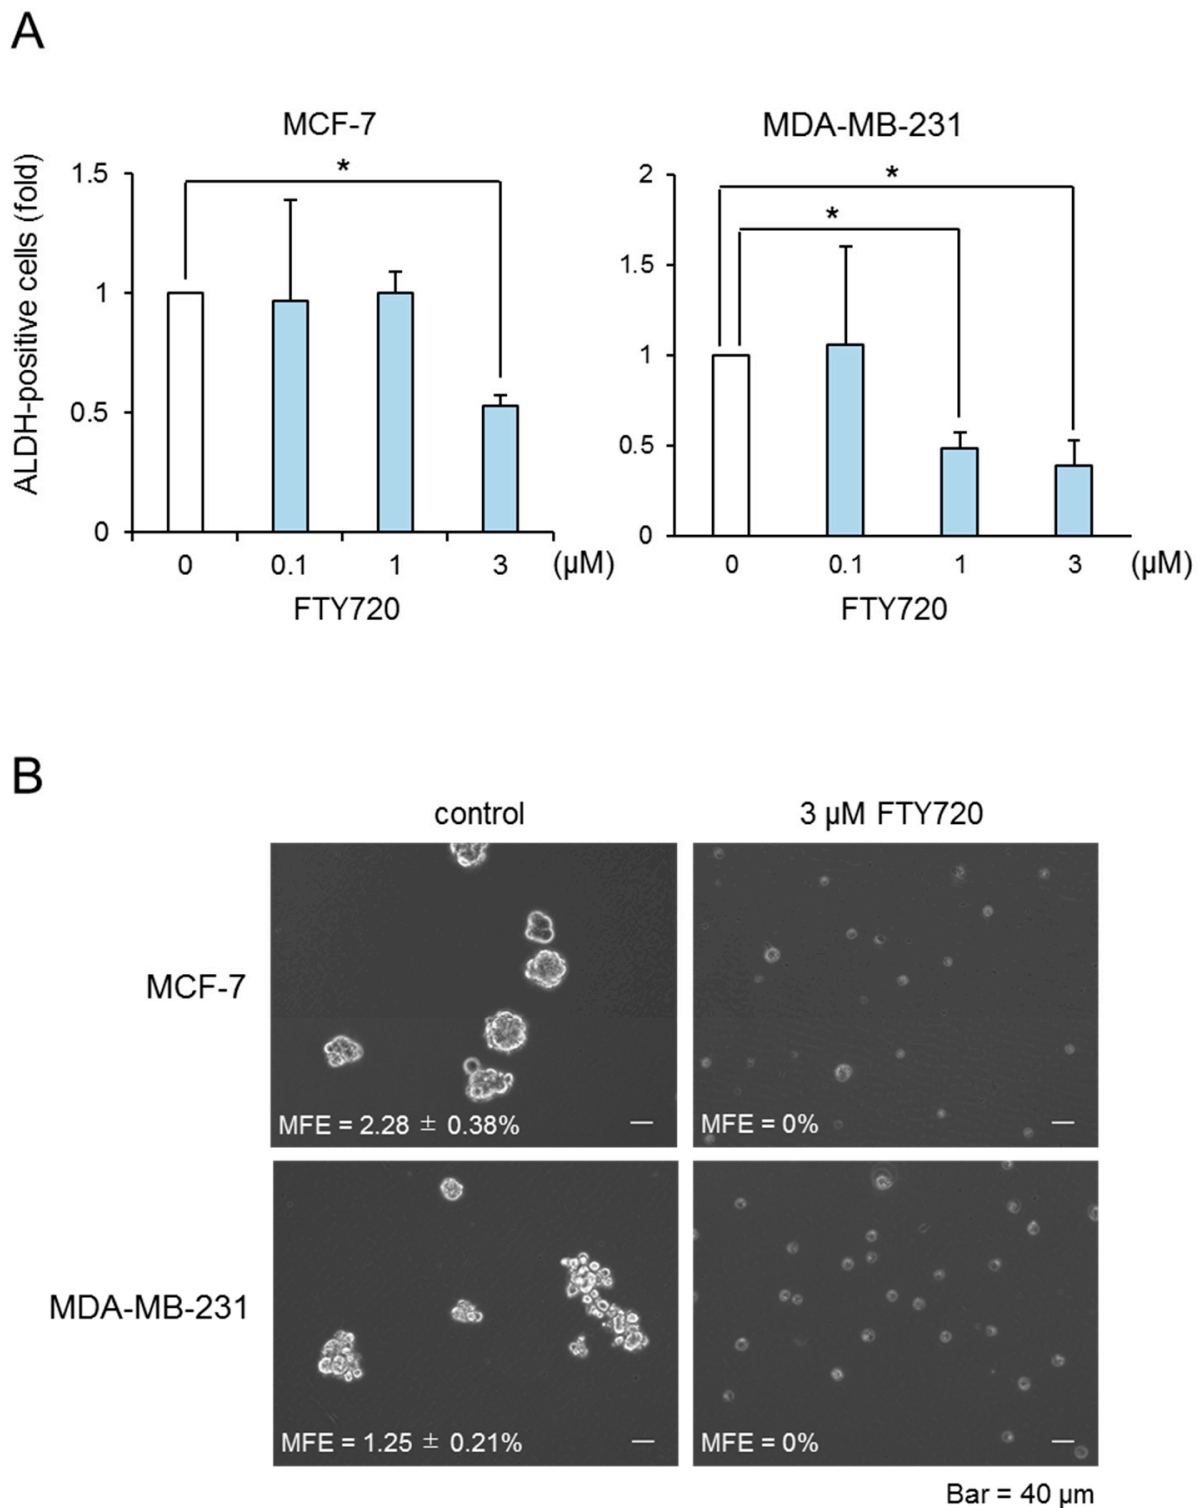 A
MCF-7
MDA-MB-231
ALDH-positive cells (fold)
1.5
1
0.5
0
*
0 0.1 1 3 (µM)
FTY720
2
1.5
1
0.5
0
*
*
0 0.1 1 3 (µM)
FTY720
B
control
3 µM FTY720
MCF-7
MFE = 2.28 ± 0.38%
MFE = 0%
MDA-MB-231
MFE = 1.25 ± 0.21%
MFE = 0%
Bar = 40 µm